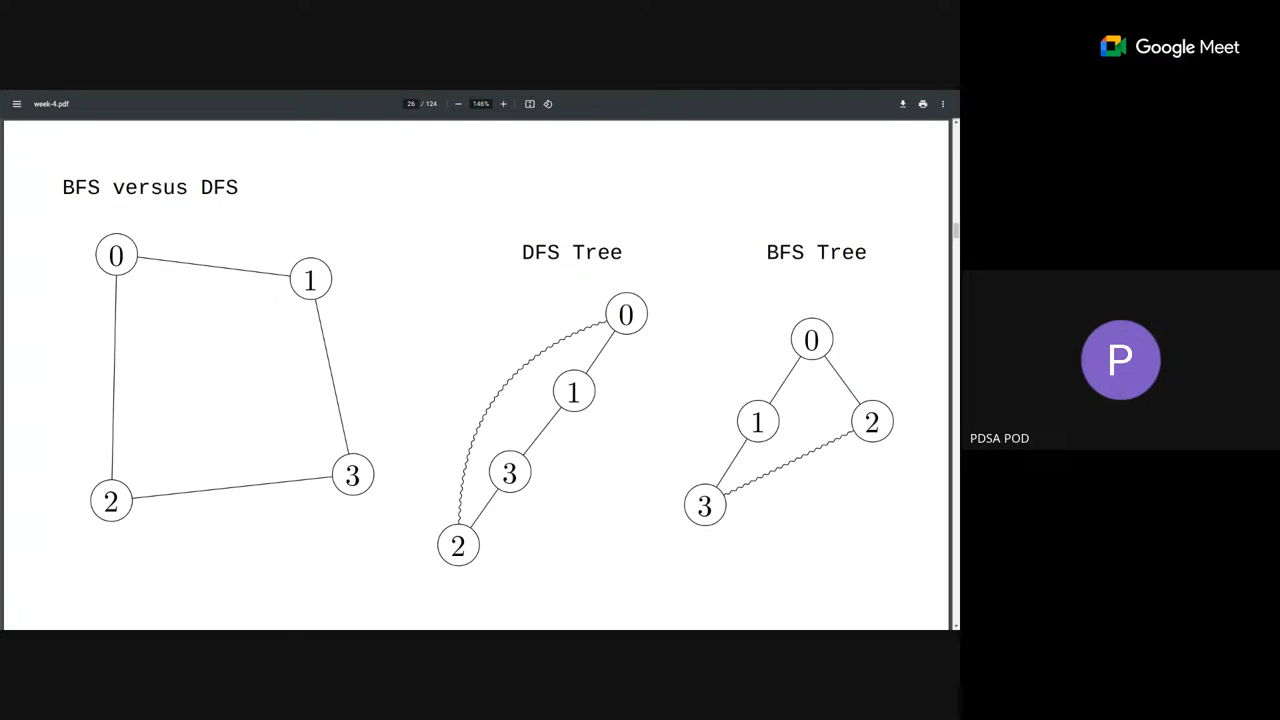 Google Meet
week-4.pdf
26 / 124
146%
BFS versus DFS
0
1
2
3
DFS Tree
0
1
3
2
BFS Tree
0
1
2
3
P
PDSA POD